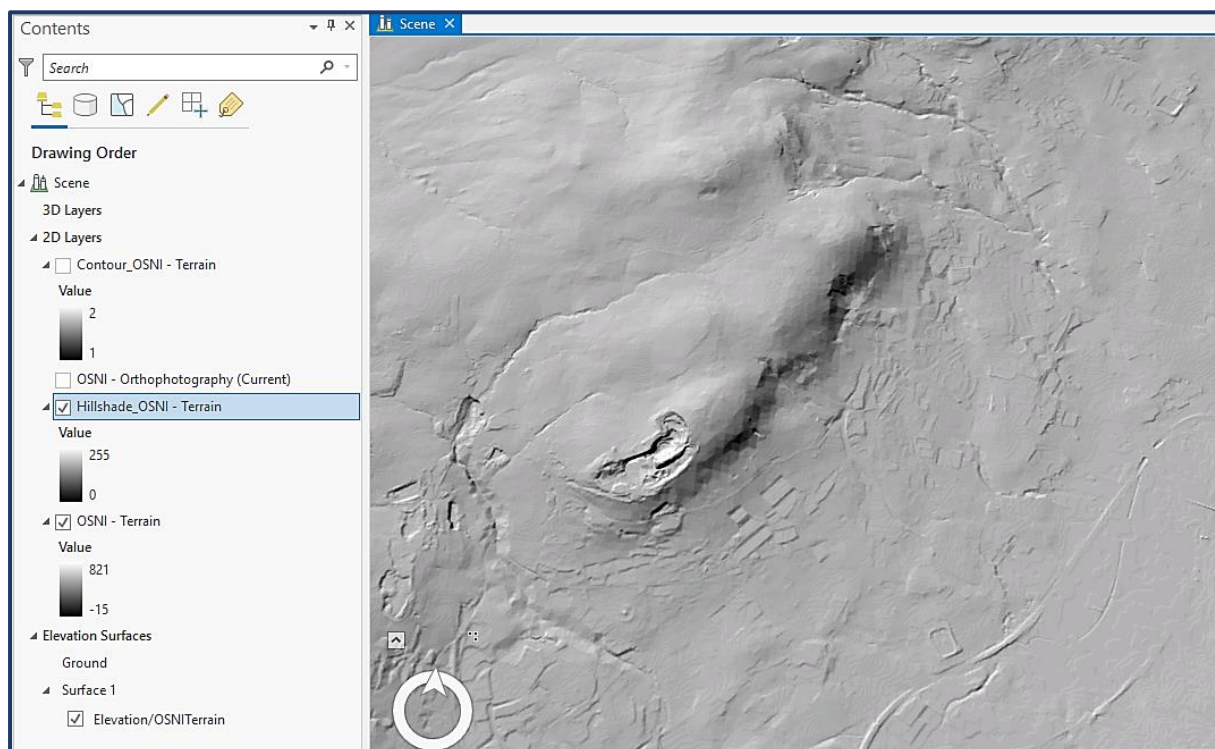 Contents
Search
Drawing Order
Scene
3D Layers
2D Layers
Contour_OSNI - Terrain
Value
2
1
OSNI - Orthophotography (Current)
Hillshade_OSNI - Terrain
Value
255
0
OSNI - Terrain
Value
821
-15
Elevation Surfaces
Ground
Surface 1
Elevation/OSNITerrain
Scene